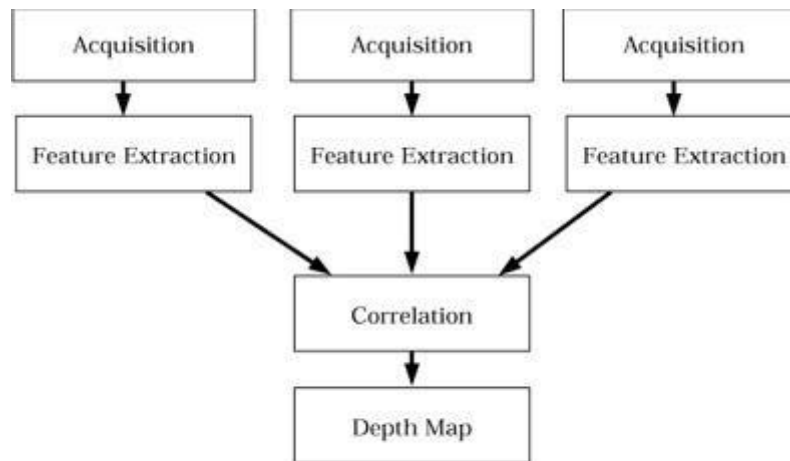 Acquisition
Acquisition
Acquisition
Feature Extraction
Feature Extraction
Feature Extraction
Correlation
Depth Map